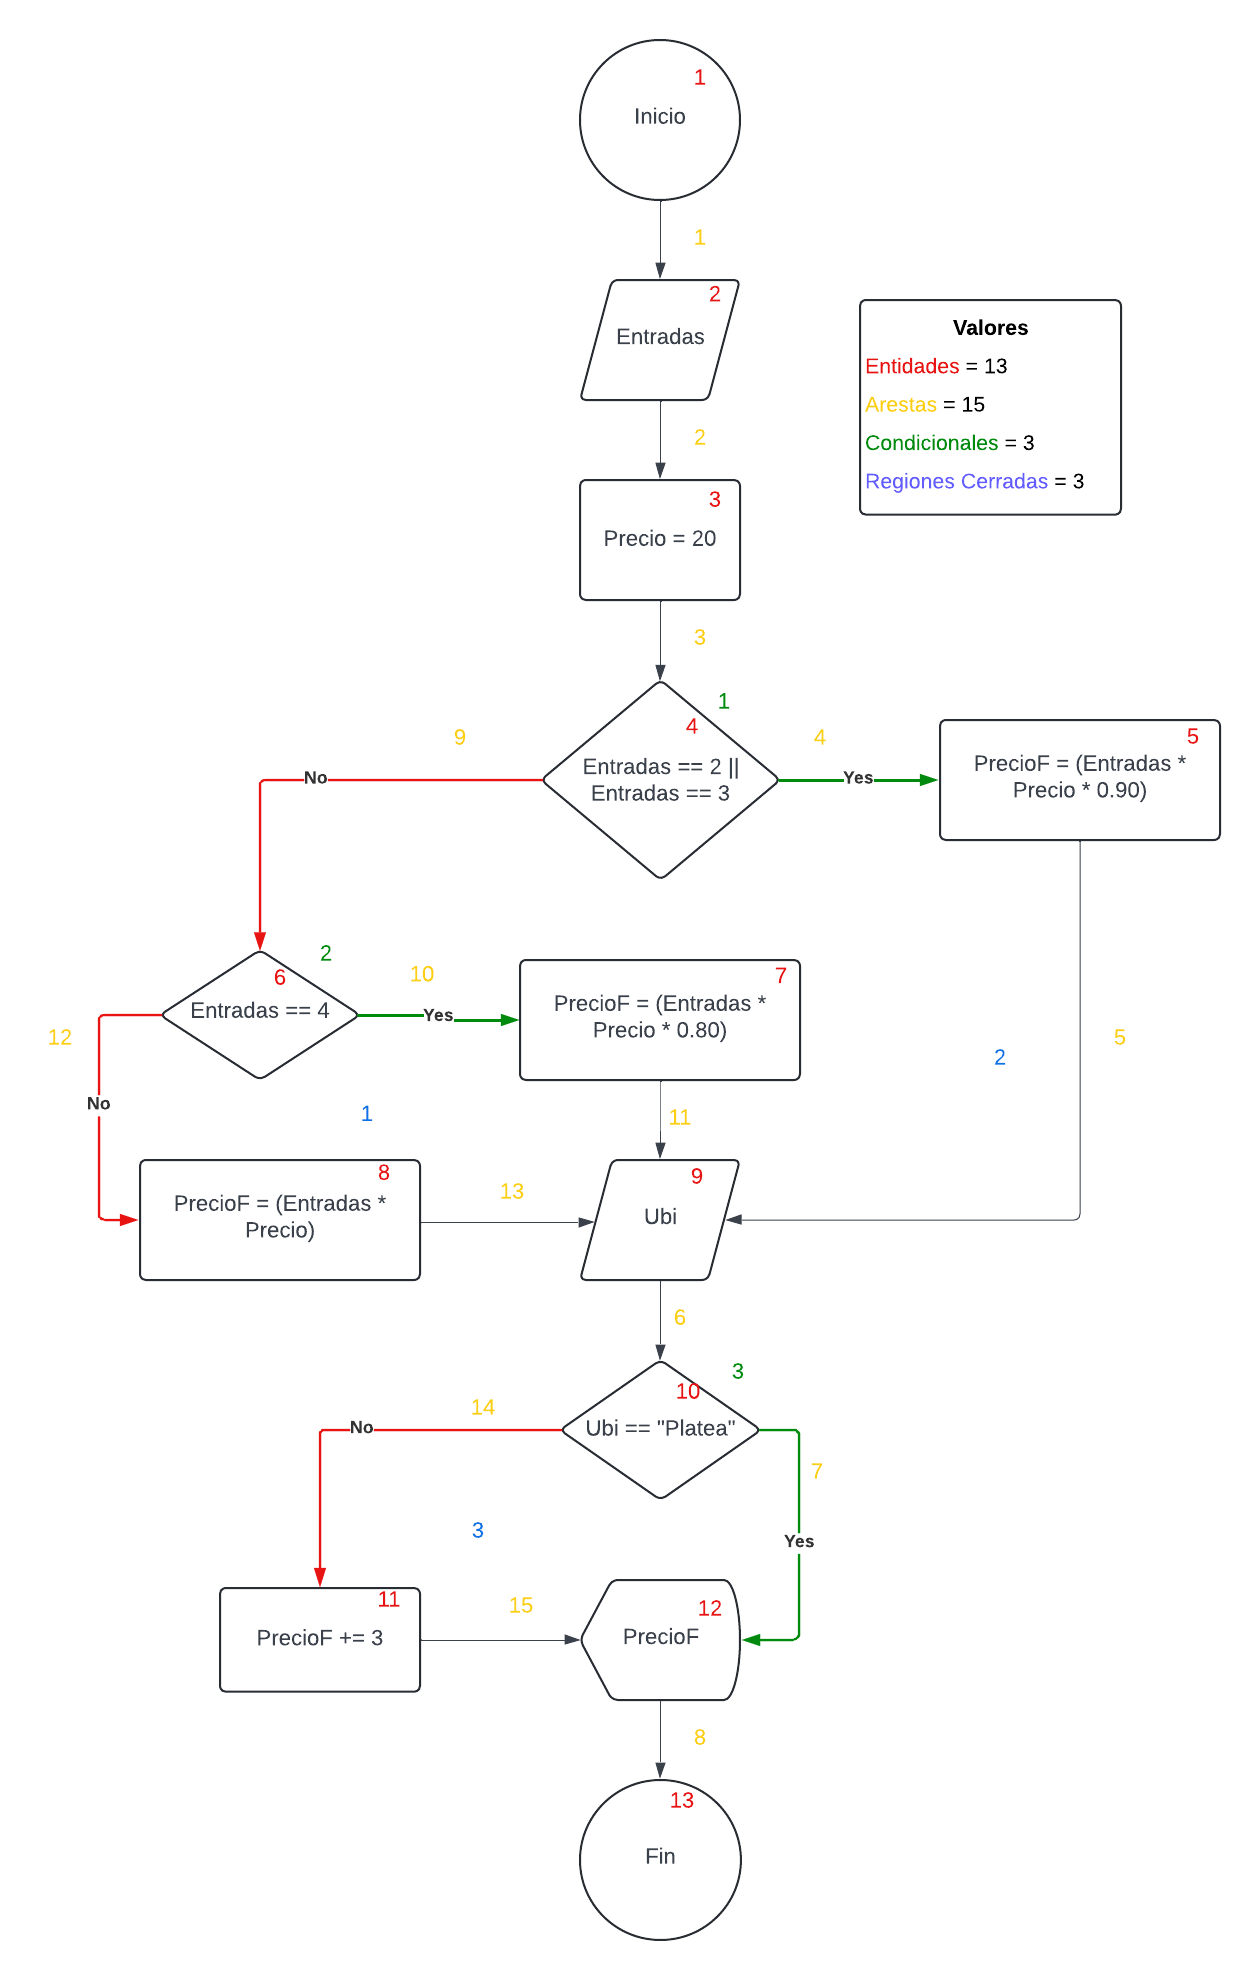 1
Inicio
1
2
Entradas
Valores
Entidades = 13
Arestas = 15
Condicionales = 3
Regiones Cerradas = 3
2
3
Precio = 20
3
1
9
4
4
5
Entradas == 2 ||
Entradas == 3
No
Yes
PrecioF = (Entradas *
Precio * 0.90)
2
10
6
7
Entradas == 4
Yes
PrecioF = (Entradas *
Precio * 0.80)
12
2
5
No
1
11
8
13
9
PrecioF = (Entradas *
Precio)
Ubi
6
3
10
14
No
Ubi == "Platea"
7
3
Yes
11
15
12
PrecioF += 3
PrecioF
8
13
Fin